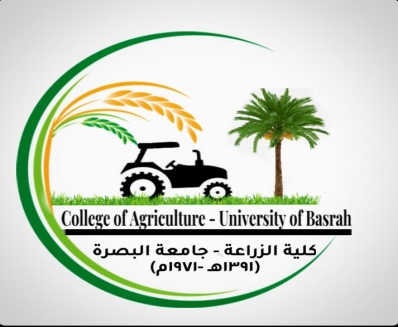 College of Agriculture - University of Basrah
كلية الزراعة - جامعة البصرة
(١٣٩١هـ -١٩٧١م)